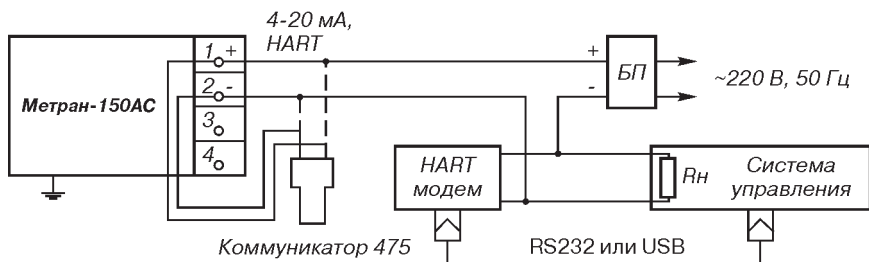 4-20 мА,
HART
1 +
2 -
3
4
Метран-150АС
+
-
БП
~220 В, 50 Гц
HART
модем
Rн
Система
управления
Коммуникатор 475
RS232 или USB